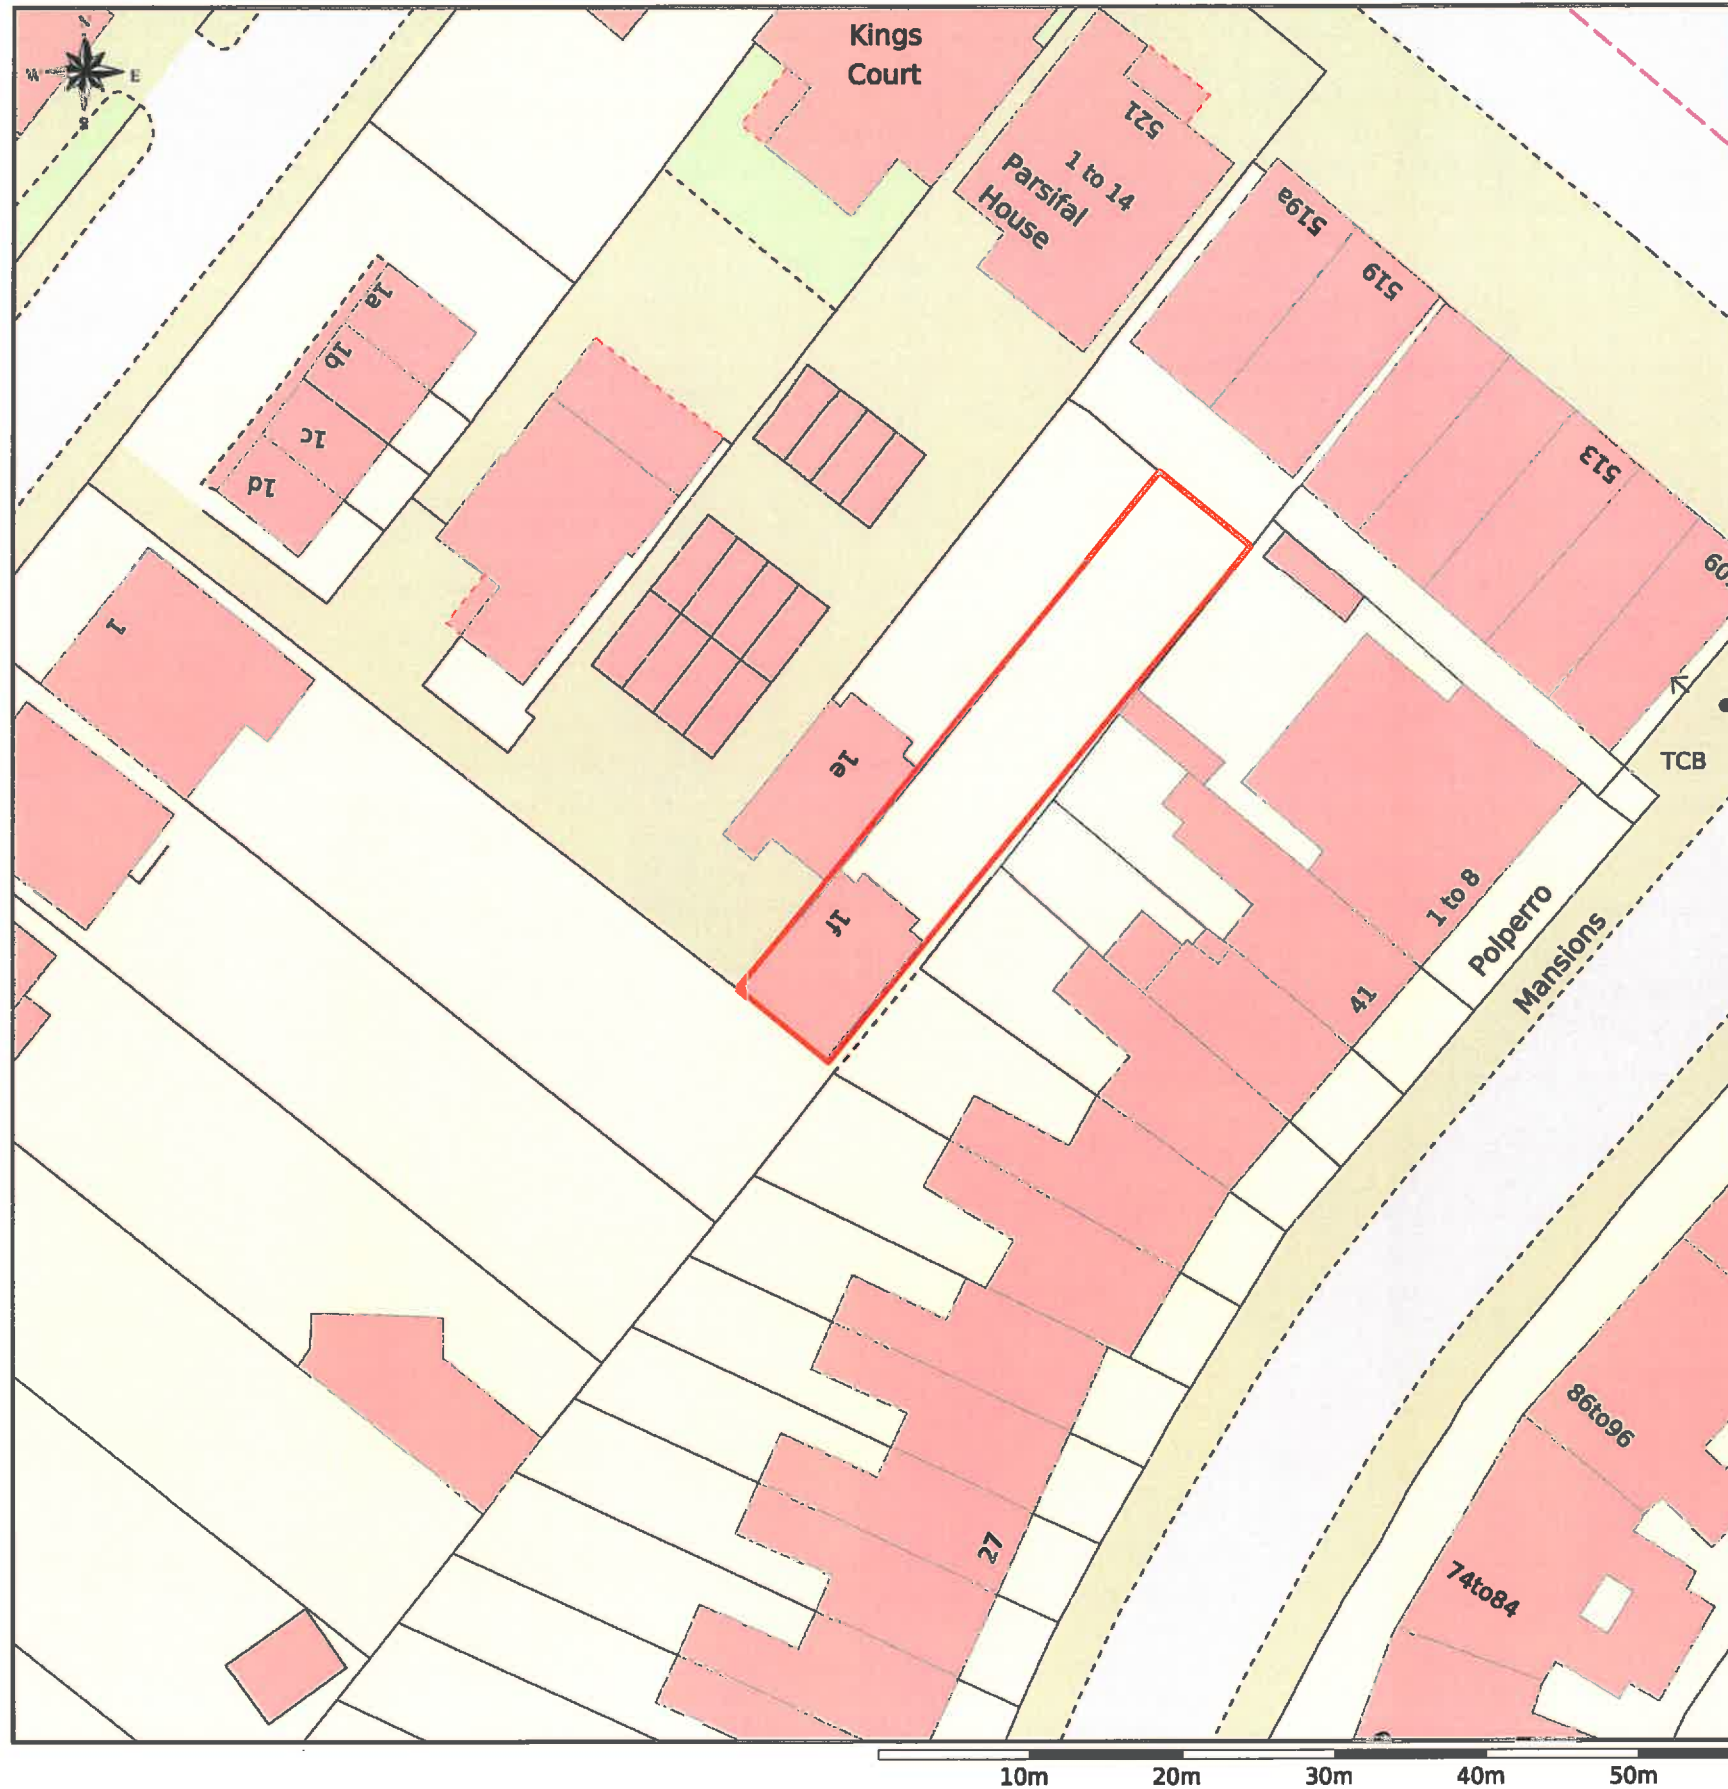 N
W E
S
Kings
Court
521
1 to 14
Parsifal
House
519a
519
513
1a
1b
1c
1d
1
1e
1f
TCB
1 to 8
Polperro
Mansions
41
27
86to96
74to84
10m 20m 30m 40m 50m